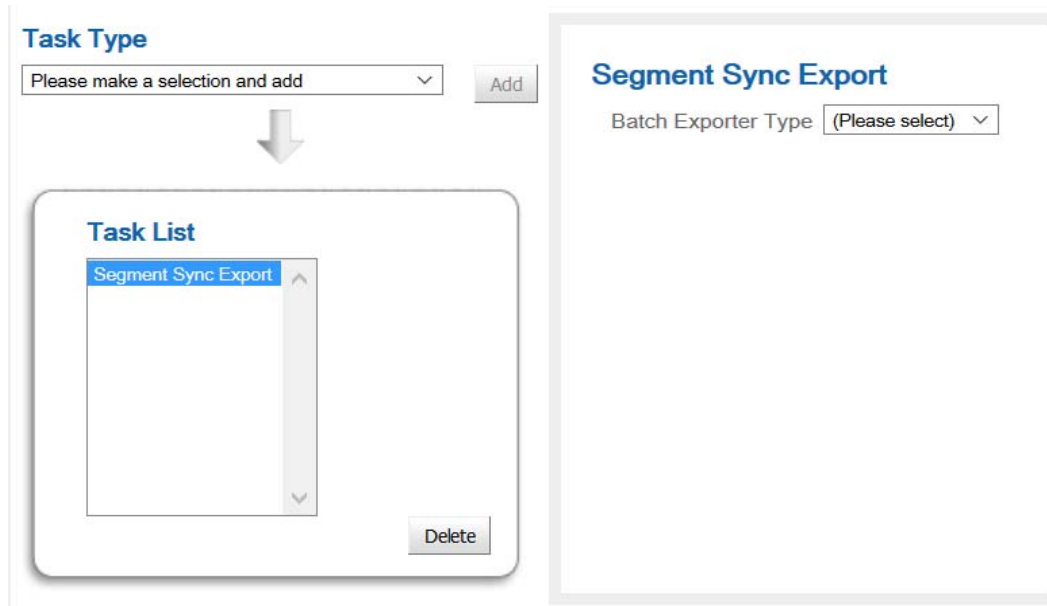 Task Type
Please make a selection and add
Add
Task List
Segment Sync Export
Delete
Segment Sync Export
Batch Exporter Type (Please select)